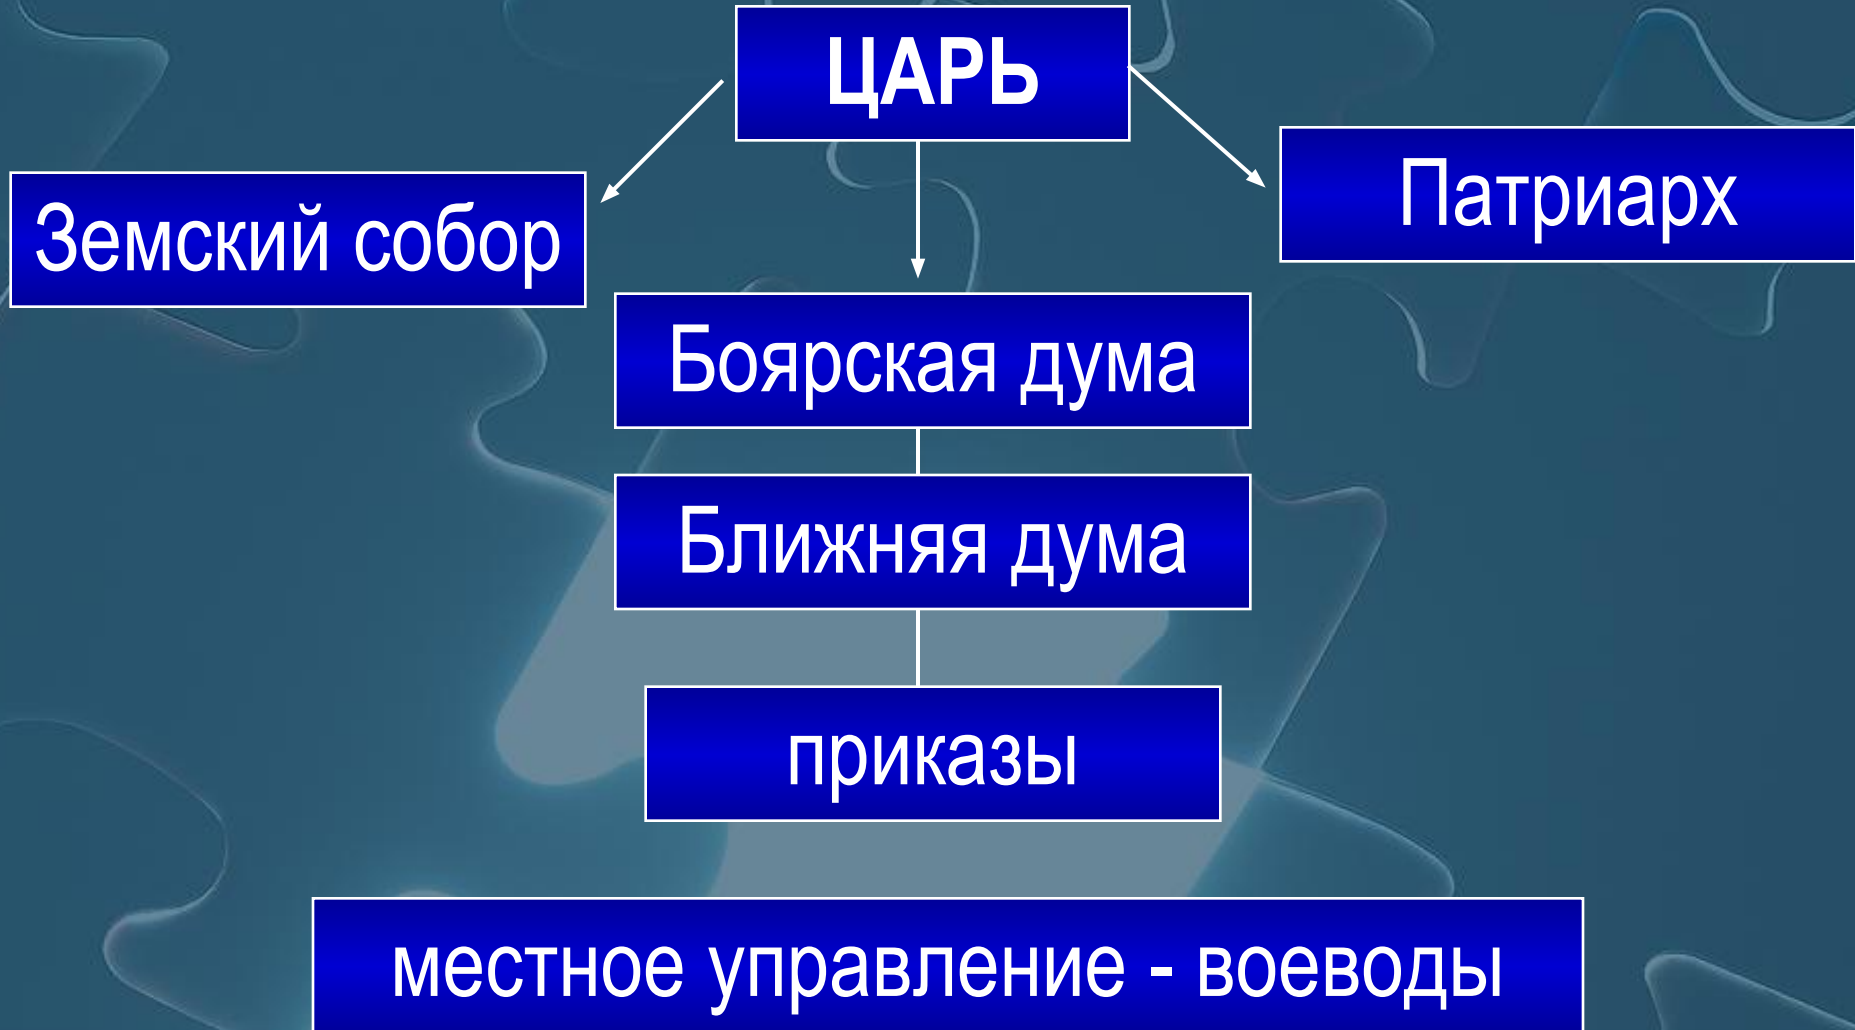 ЦАРЬ
Земский собор
Патриарх
Боярская дума
Ближняя дума
приказы
местное управление - воеводы